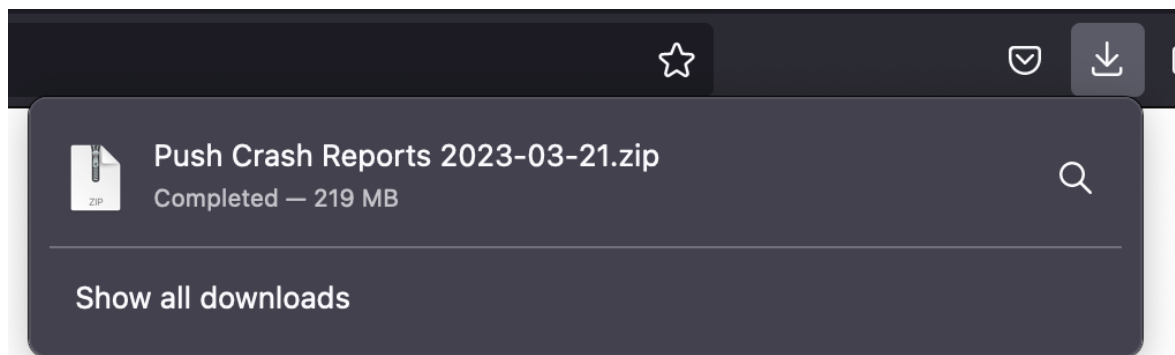 Push Crash Reports 2023-03-21.zip
ZIP
Completed — 219 MB
Show all downloads